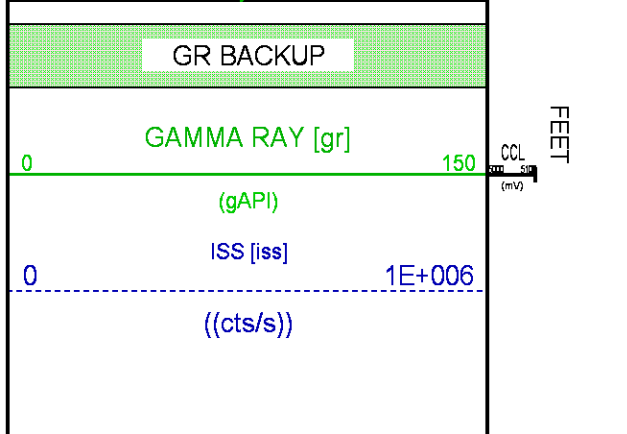 GR BACKUP
FEET
GAMMA RAY [gr]
CCL
0 150
(mV)
(gAPI)
ISS [iss]
0 1E+006
((cts/s))